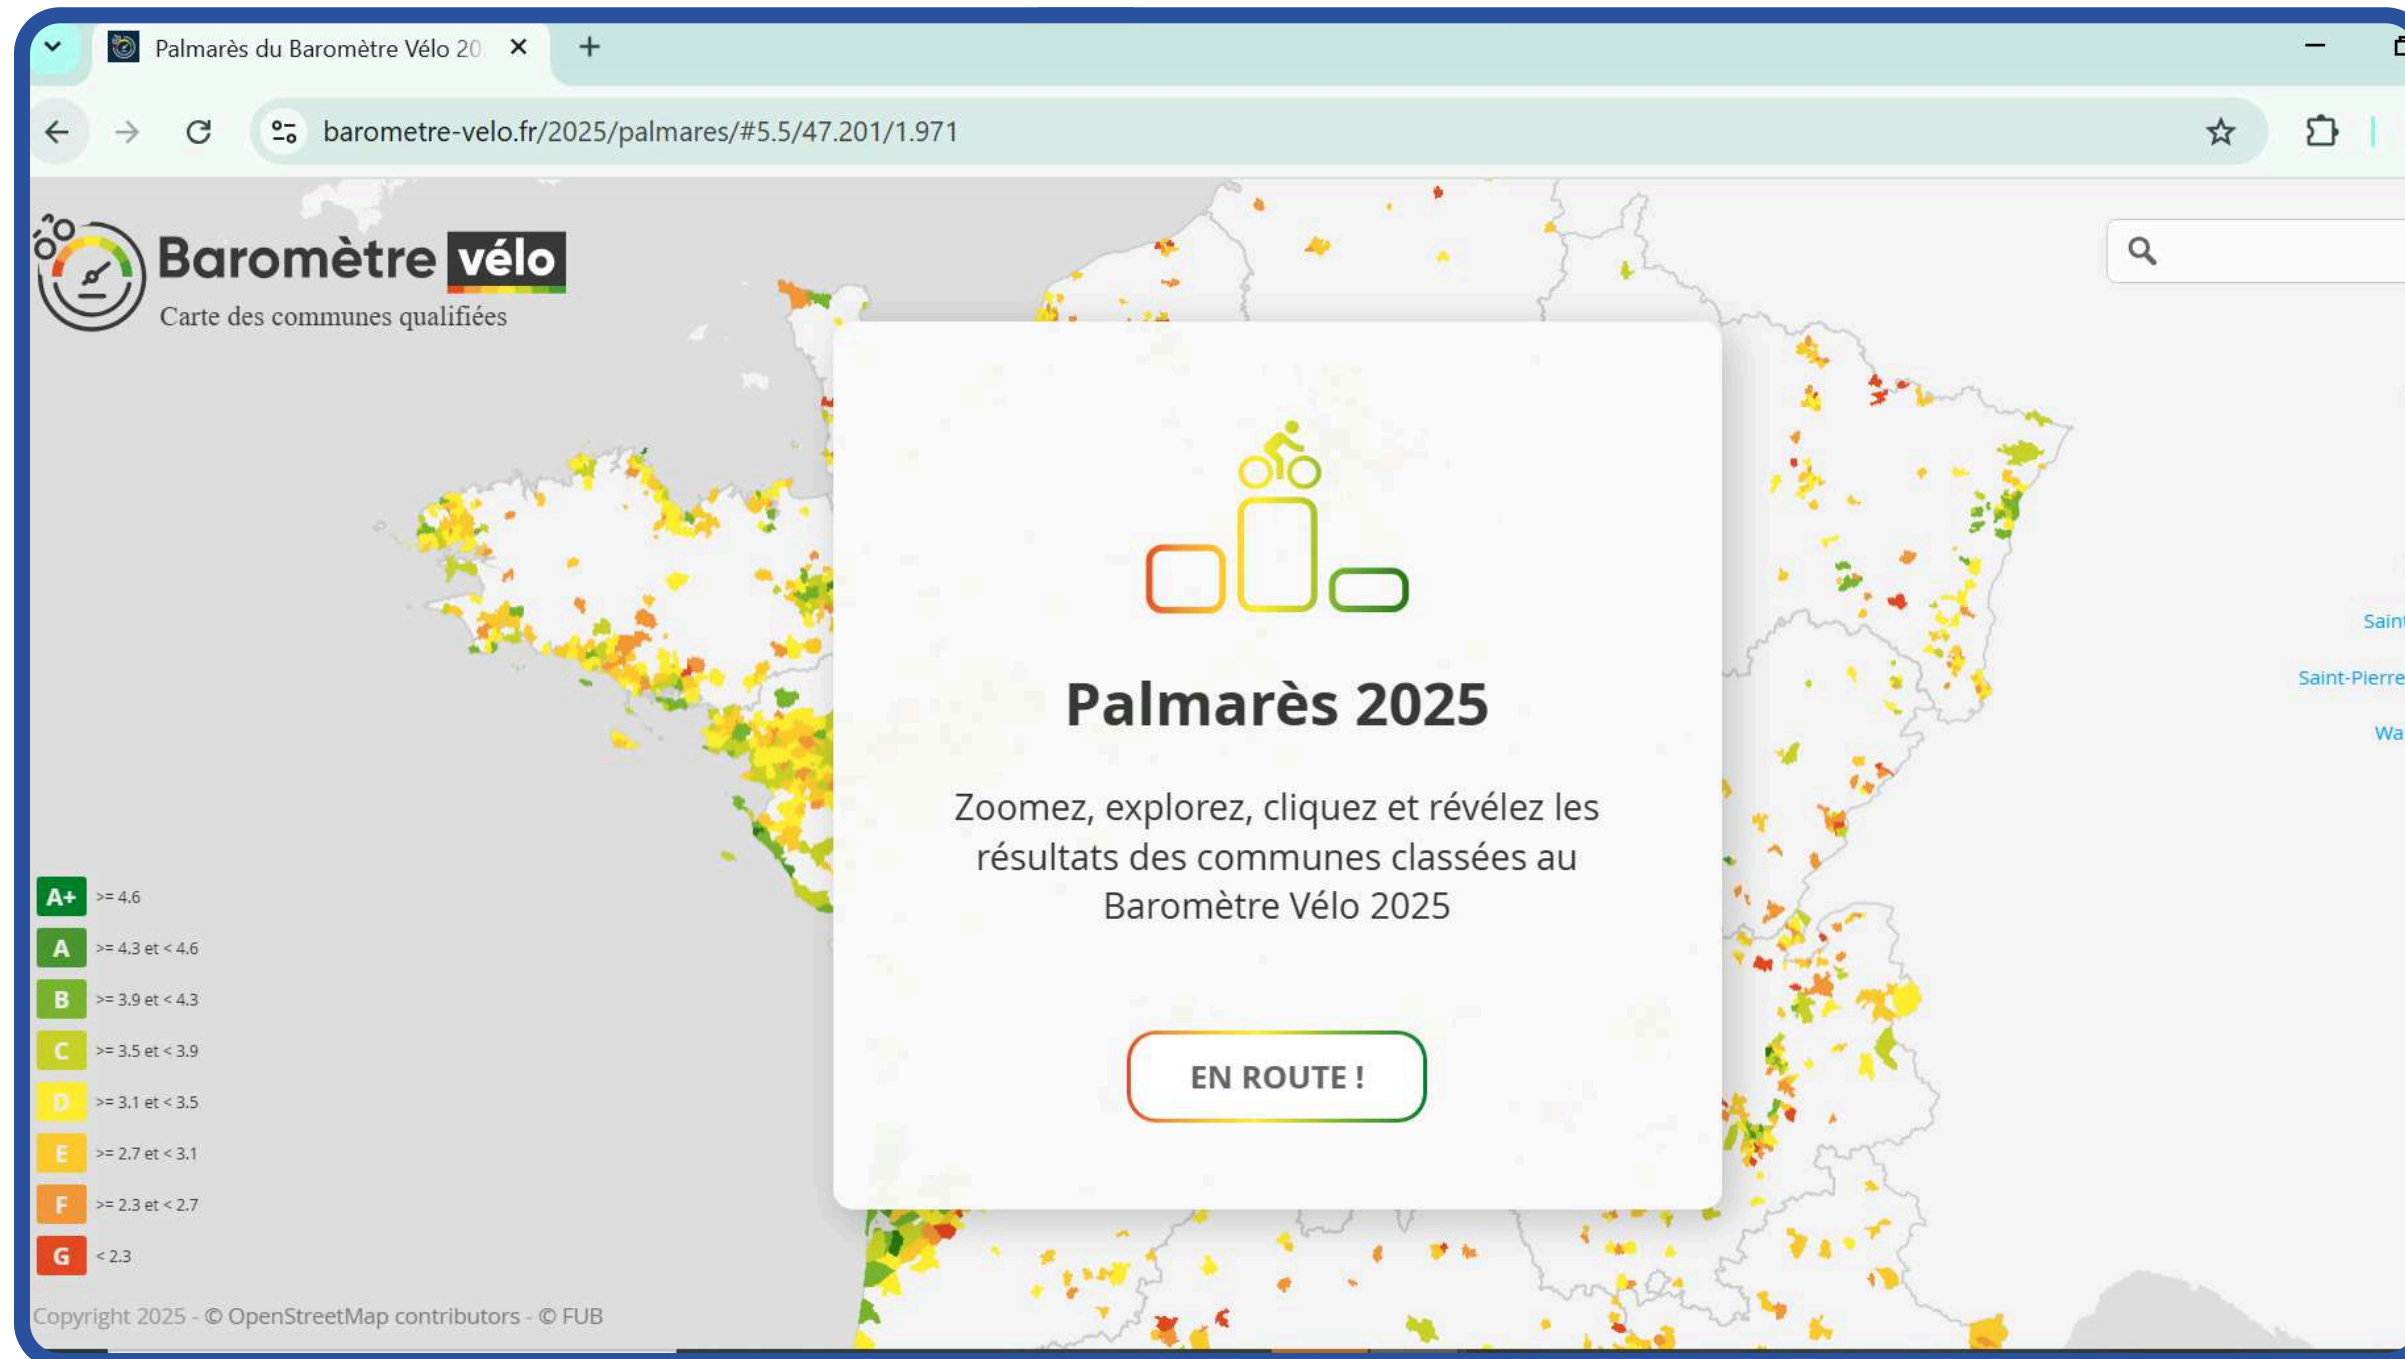 Palmarès du Baromètre Vélo 20
barometre-velo.fr/2025/palmares/#5.5/47.201/1.971
Baromètre vélo
Carte des communes qualifiées
Palmarès 2025
Zoomez, explorez, cliquez et révélez les
résultats des communes classées au
Baromètre Vélo 2025
EN ROUTE !
Saint-Pierre
A+ >= 4.6
A >= 4.3 et < 4.6
B >= 3.9 et < 4.3
C >= 3.5 et < 3.9
D >= 3.1 et < 3.5
E >= 2.7 et < 3.1
F >= 2.3 et < 2.7
G < 2.3
Copyright 2025 - © OpenStreetMap contributors - © FUB